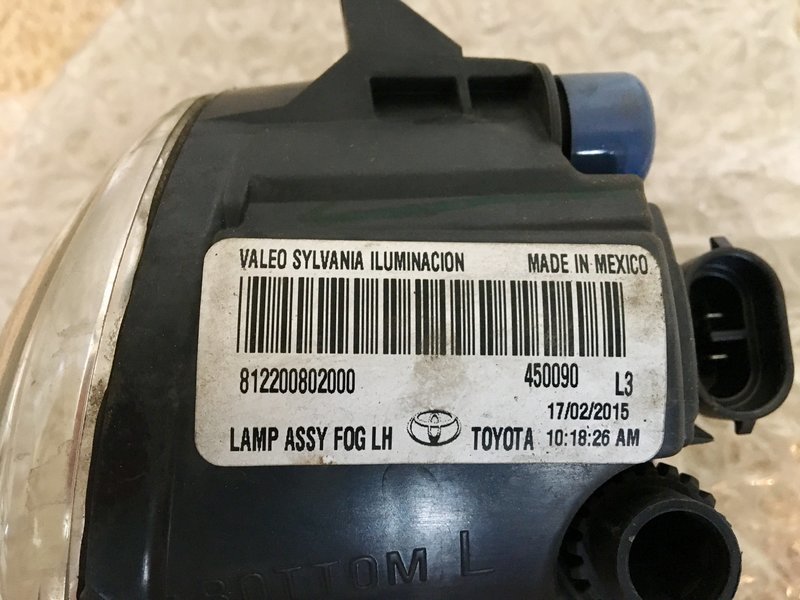 VALEO SYLVANIA ILUMINACION MADE IN MEXICO
812200802000 450090 L3
17/02/2015
LAMP ASSY FOG LH TOYOTA 10:18:26 AM
BOTTOM L